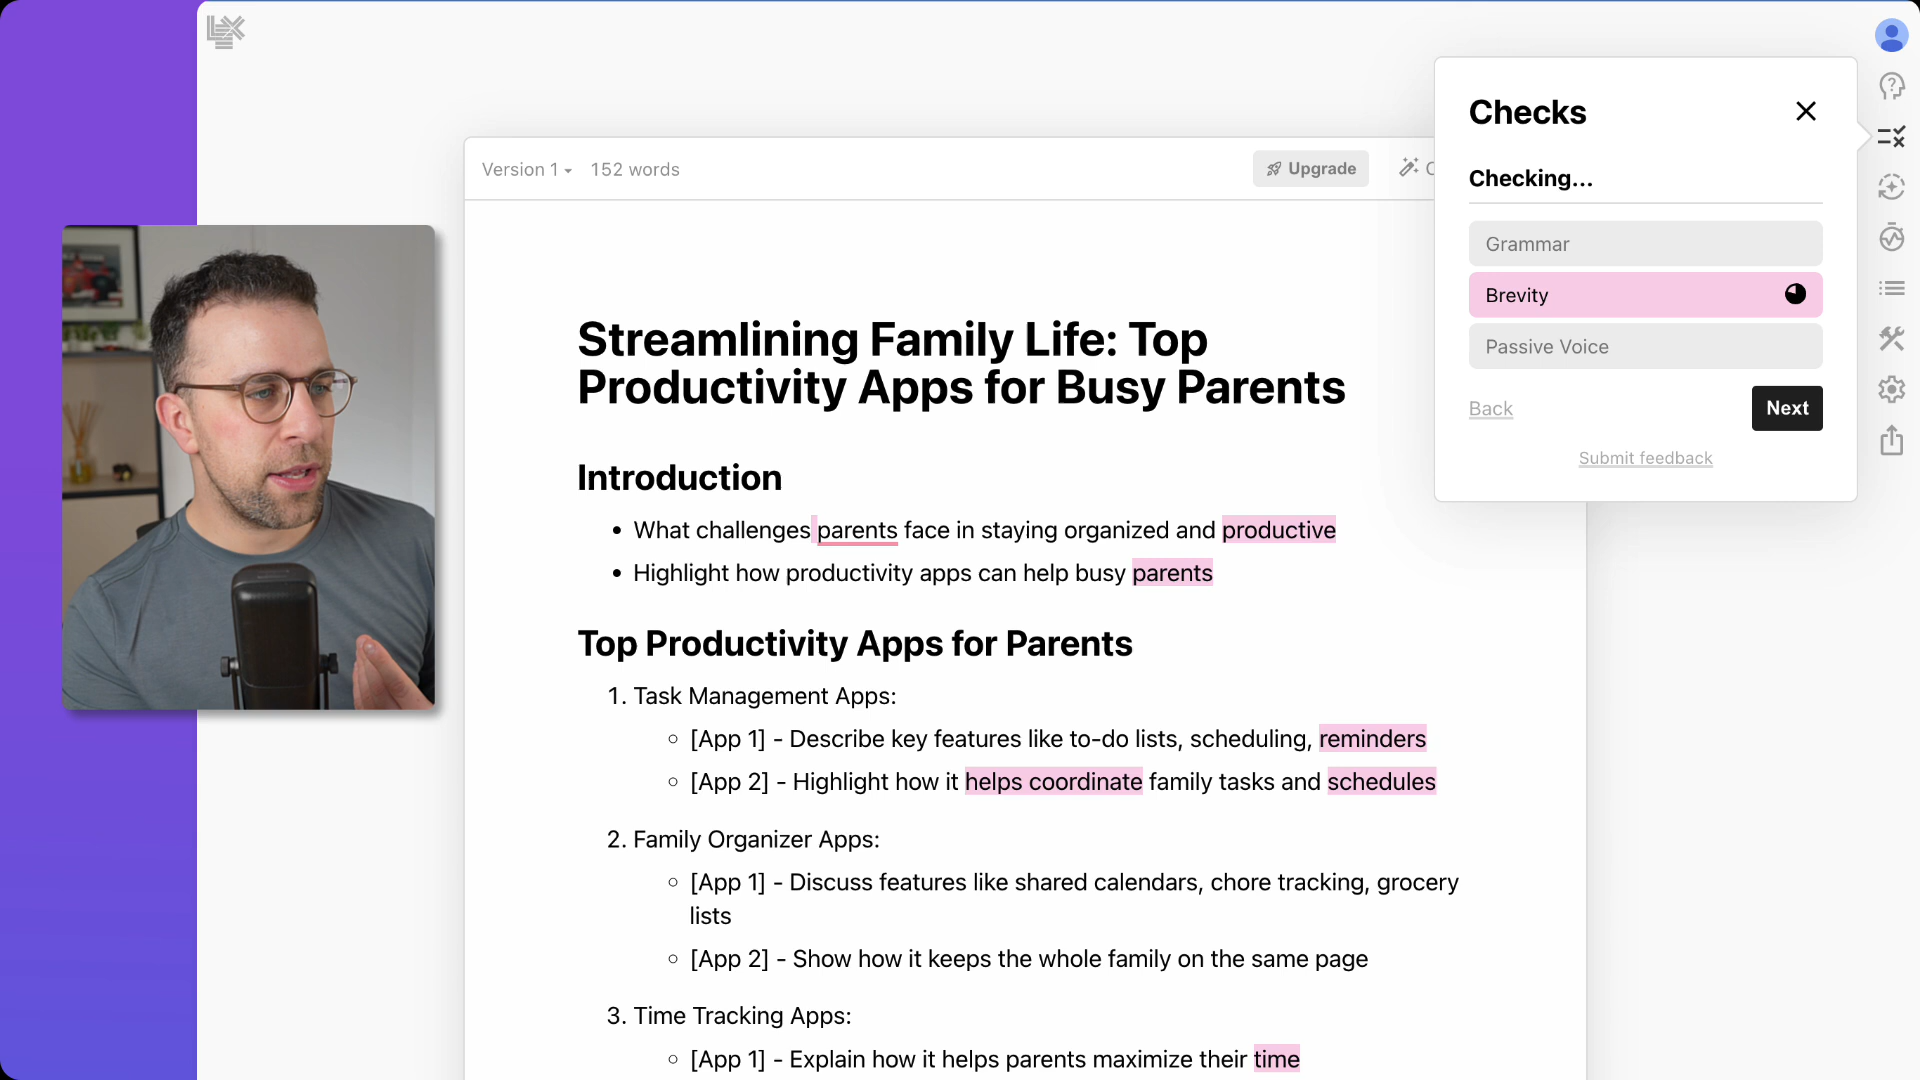 Version 1
152 words
Upgrade
Streamlining Family Life: Top
Productivity Apps for Busy Parents
Introduction
• What challenges parents face in staying organized and productive
• Highlight how productivity apps can help busy parents
Top Productivity Apps for Parents
1. Task Management Apps:
[App 1] - Describe key features like to-do lists, scheduling, reminders
[App 2] - Highlight how it helps coordinate family tasks and schedules
2. Family Organizer Apps:
[App 1] - Discuss features like shared calendars, chore tracking, grocery
lists
[App 2] - Show how it keeps the whole family on the same page
3. Time Tracking Apps:
[App 1] - Explain how it helps parents maximize their time
Checks
Checking...
Grammar
Brevity
Passive Voice
Back
Next
Submit feedback